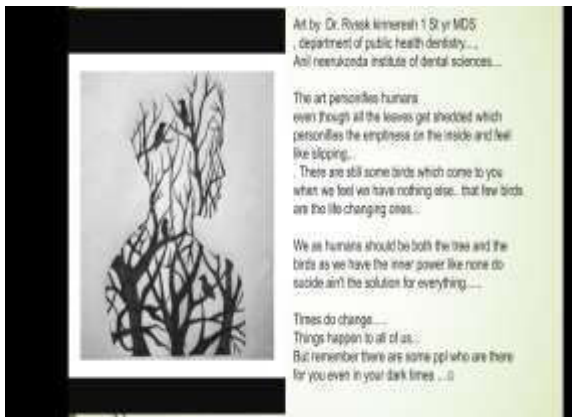 Art by Dr. Rvssk kinneresh 1 St yr MDS
, department of public health dentistry...,
Anil neerukonda institute of dental sciences...

The art personifies humans
even though all the leaves get shedded which
personifies the emptiness on the inside and feel
like slipping...
. There are still some birds which come to you
when we feel we have nothing else.. that few birds
are the life changing ones...

We as humans should be both the tree and the
birds as we have the inner power like none do
sucide ain't the solution for everything.....

Times do change.....
Things happen to all of us...
But remember there are some ppl who are there
for you even in your dark times ....